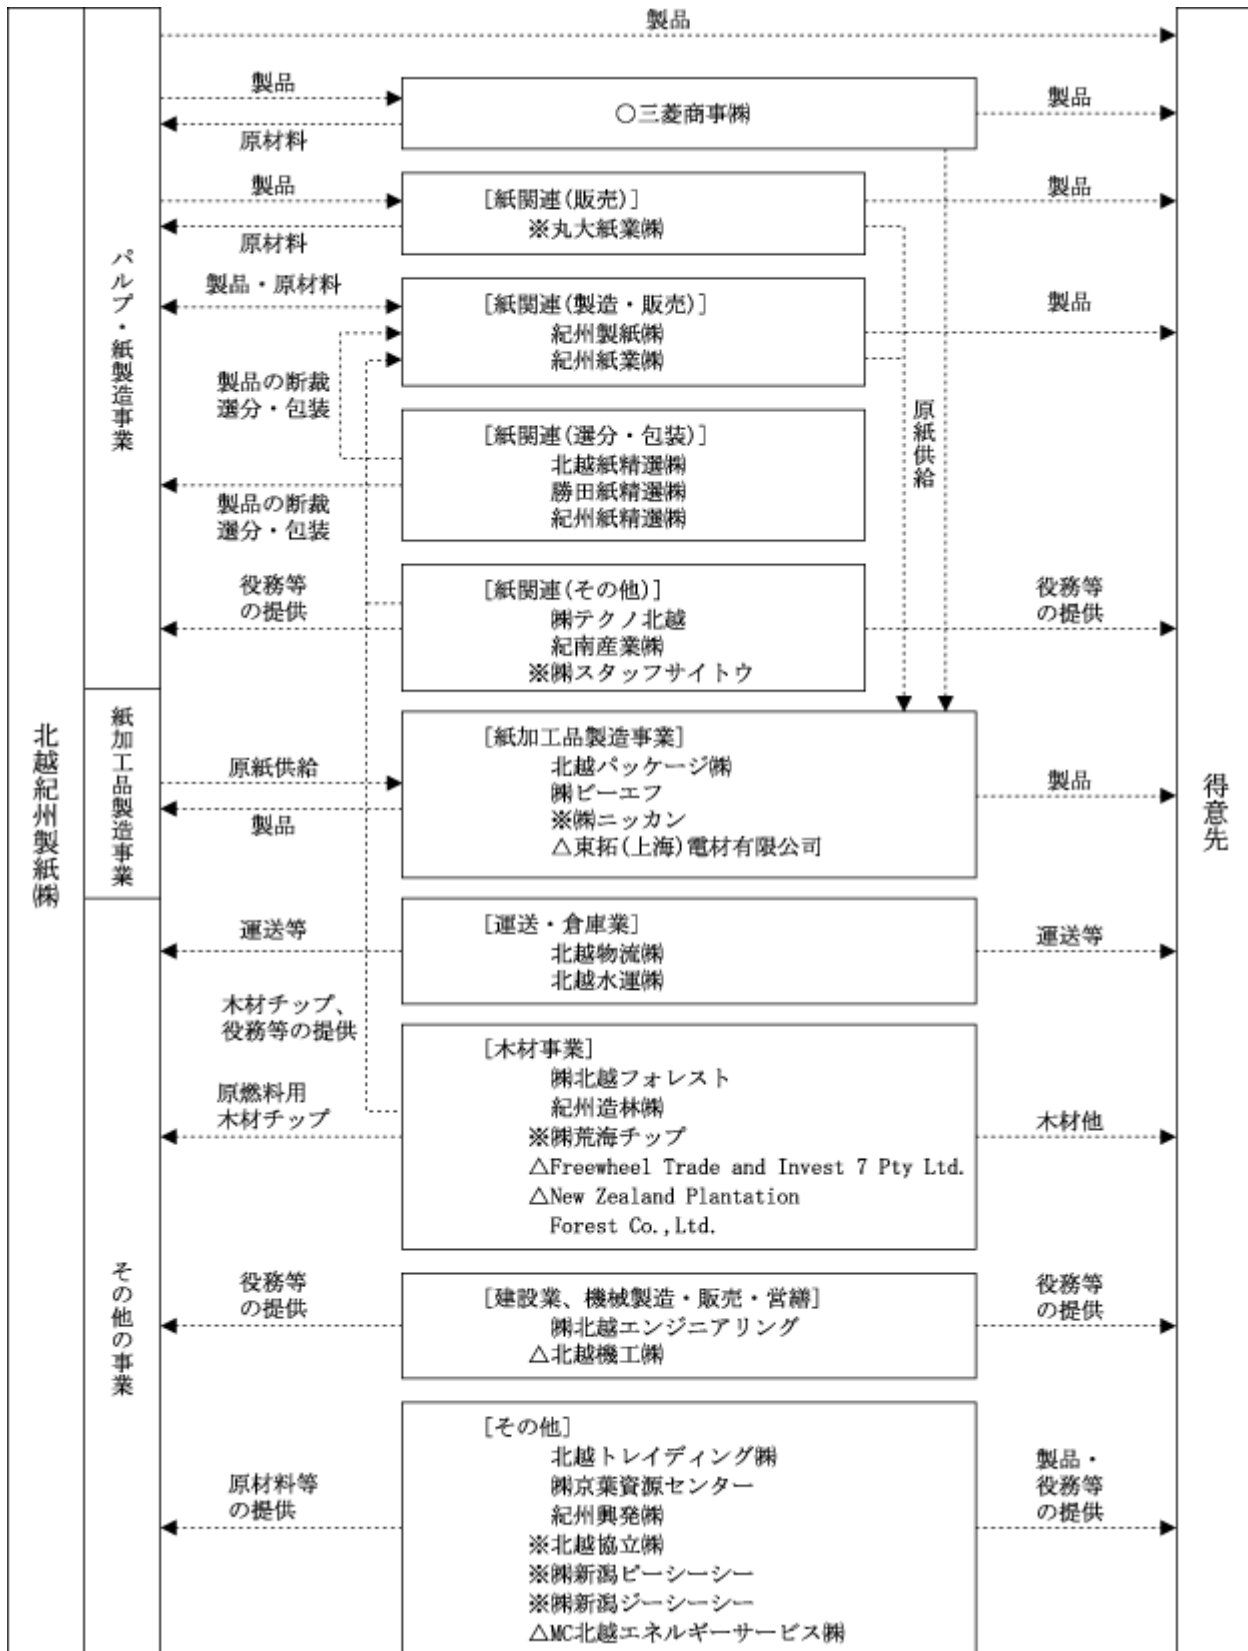 北越紀州製紙㈱
パルプ・紙製造事業
製品
製品
原材料
○三菱商事㈱
製品
製品
原材料
[紙関連(販売)]
※丸大紙業㈱
製品
製品・原材料
[紙関連(製造・販売)]
紀州製紙㈱
紀州紙業㈱
製品
製品の断裁
選分・包装
[紙関連(選分・包装)]
北越紙精選㈱
勝田紙精選㈱
紀州紙精選㈱
製品の断裁
選分・包装
原紙供給
役務等
の提供
[紙関連(その他)]
㈱テクノ北越
紀南産業㈱
※㈱スタッフサイトウ
役務等
の提供
紙加工品製造事業
原紙供給
製品
[紙加工品製造事業]
北越パッケージ㈱
㈱ビーエフ
※㈱ニッカン
△東拓(上海)電材有限公司
製品
得意先
その他の事業
運送等
[運送・倉庫業]
北越物流㈱
北越水運㈱
運送等
木材チップ、
役務等の提供
原燃料用
木材チップ
[木材事業]
㈱北越フォレスト
紀州造林㈱
※㈱荒海チップ
△Freewheel Trade and Invest 7 Pty Ltd.
△New Zealand Plantation
Forest Co.,Ltd.
木材他
役務等
の提供
[建設業、機械製造・販売・営繕]
㈱北越エンジニアリング
△北越機工㈱
役務等
の提供
原材料等
の提供
[その他]
北越トレイディング㈱
㈱京葉資源センター
紀州興発㈱
※北越協立㈱
※㈱新潟ピーシーシー
※㈱新潟ジーシーシー
△MC北越エネルギーサービス㈱
製品・
役務等
の提供